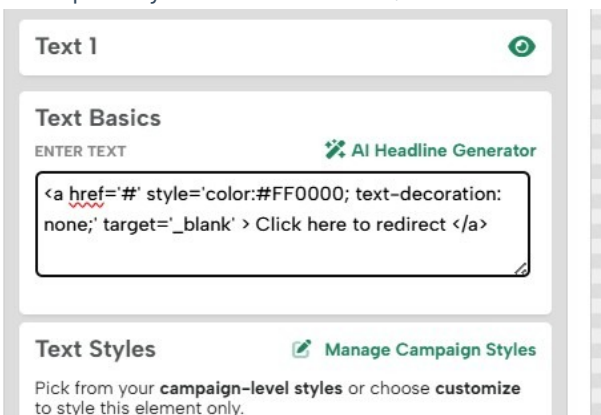 Text 1
Text Basics
ENTER TEXT
AI Headline Generator
<a href='#' style='color:#FF0000; text-decoration:
none;' target='_blank' > Click here to redirect </a>
Text Styles
Manage Campaign Styles
Pick from your campaign-level styles or choose customize
to style this element only.